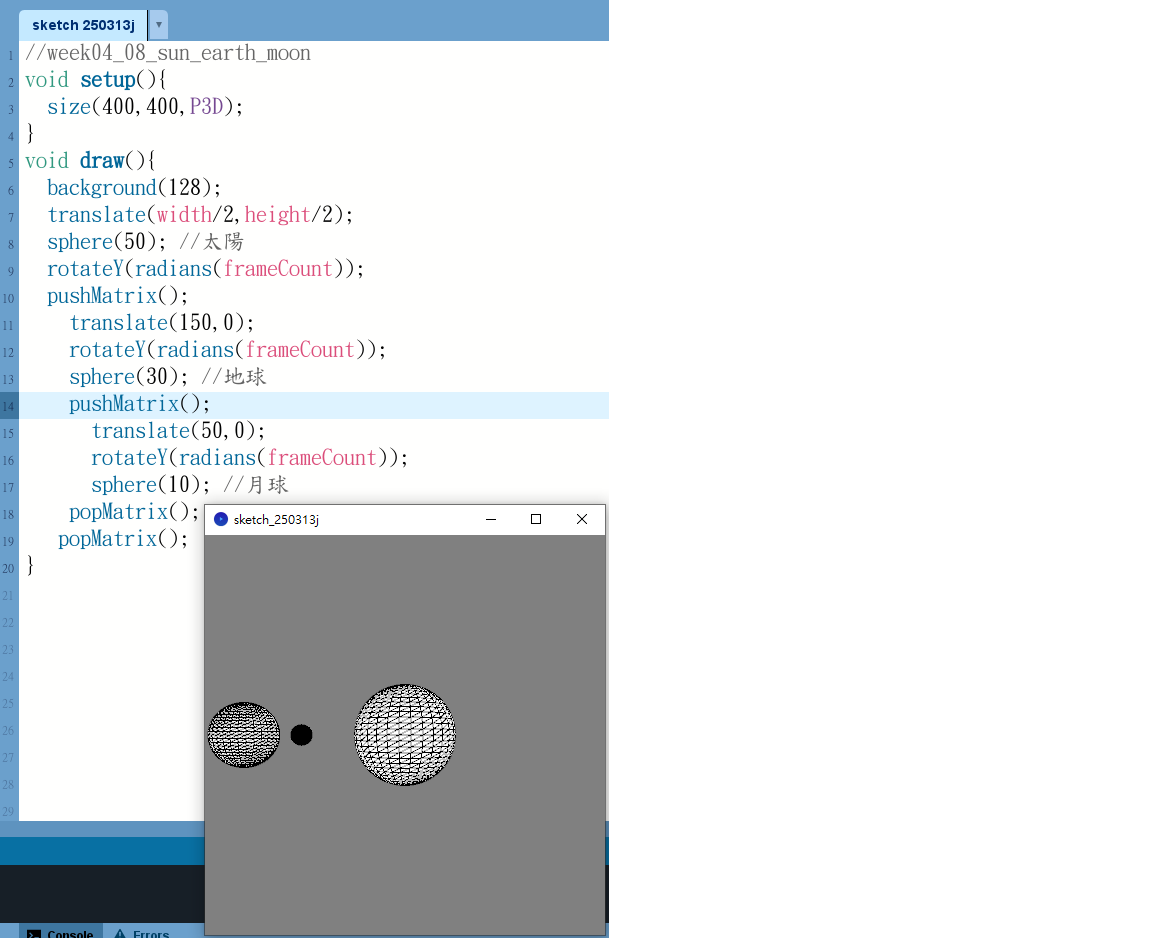 sketch 250313j ▼
1 //week04_08_sun_earth_moon
2 void setup(){
3   size(400,400,P3D);
4 }
5 void draw(){
6   background(128);
7   translate(width/2,height/2);
8   sphere(50); //太陽
9   rotateY(radians(frameCount));
10   pushMatrix();
11     translate(150,0);
12     rotateY(radians(frameCount));
13     sphere(30); //地球
14     pushMatrix();
15       translate(50,0);
16       rotateY(radians(frameCount));
17       sphere(10); //月球
18     popMatrix();
19    popMatrix();
20 }
21
22
23
24
25
26
27
28
29
sketch_250313j
Console Errors